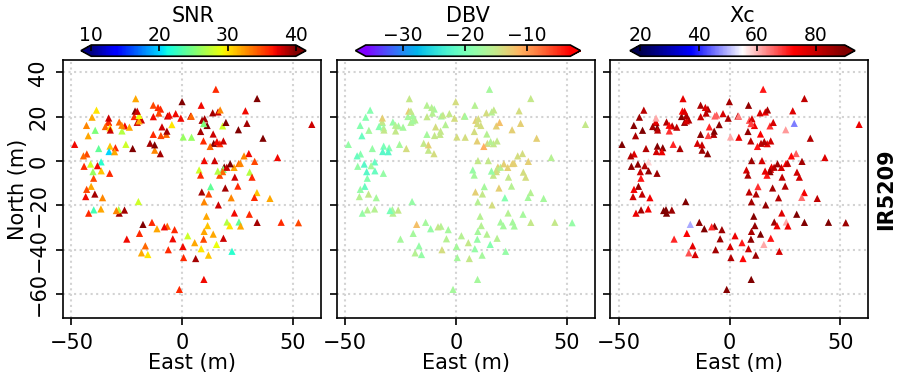 SNR DBV Xc
10 20 30 40 −30 −20 −10 20 40 60 80
40
20
0
−20
−40
−60
North (m)
−50 0 50 −50 0 50 −50 0 50
East (m) East (m) East (m)
IR5209